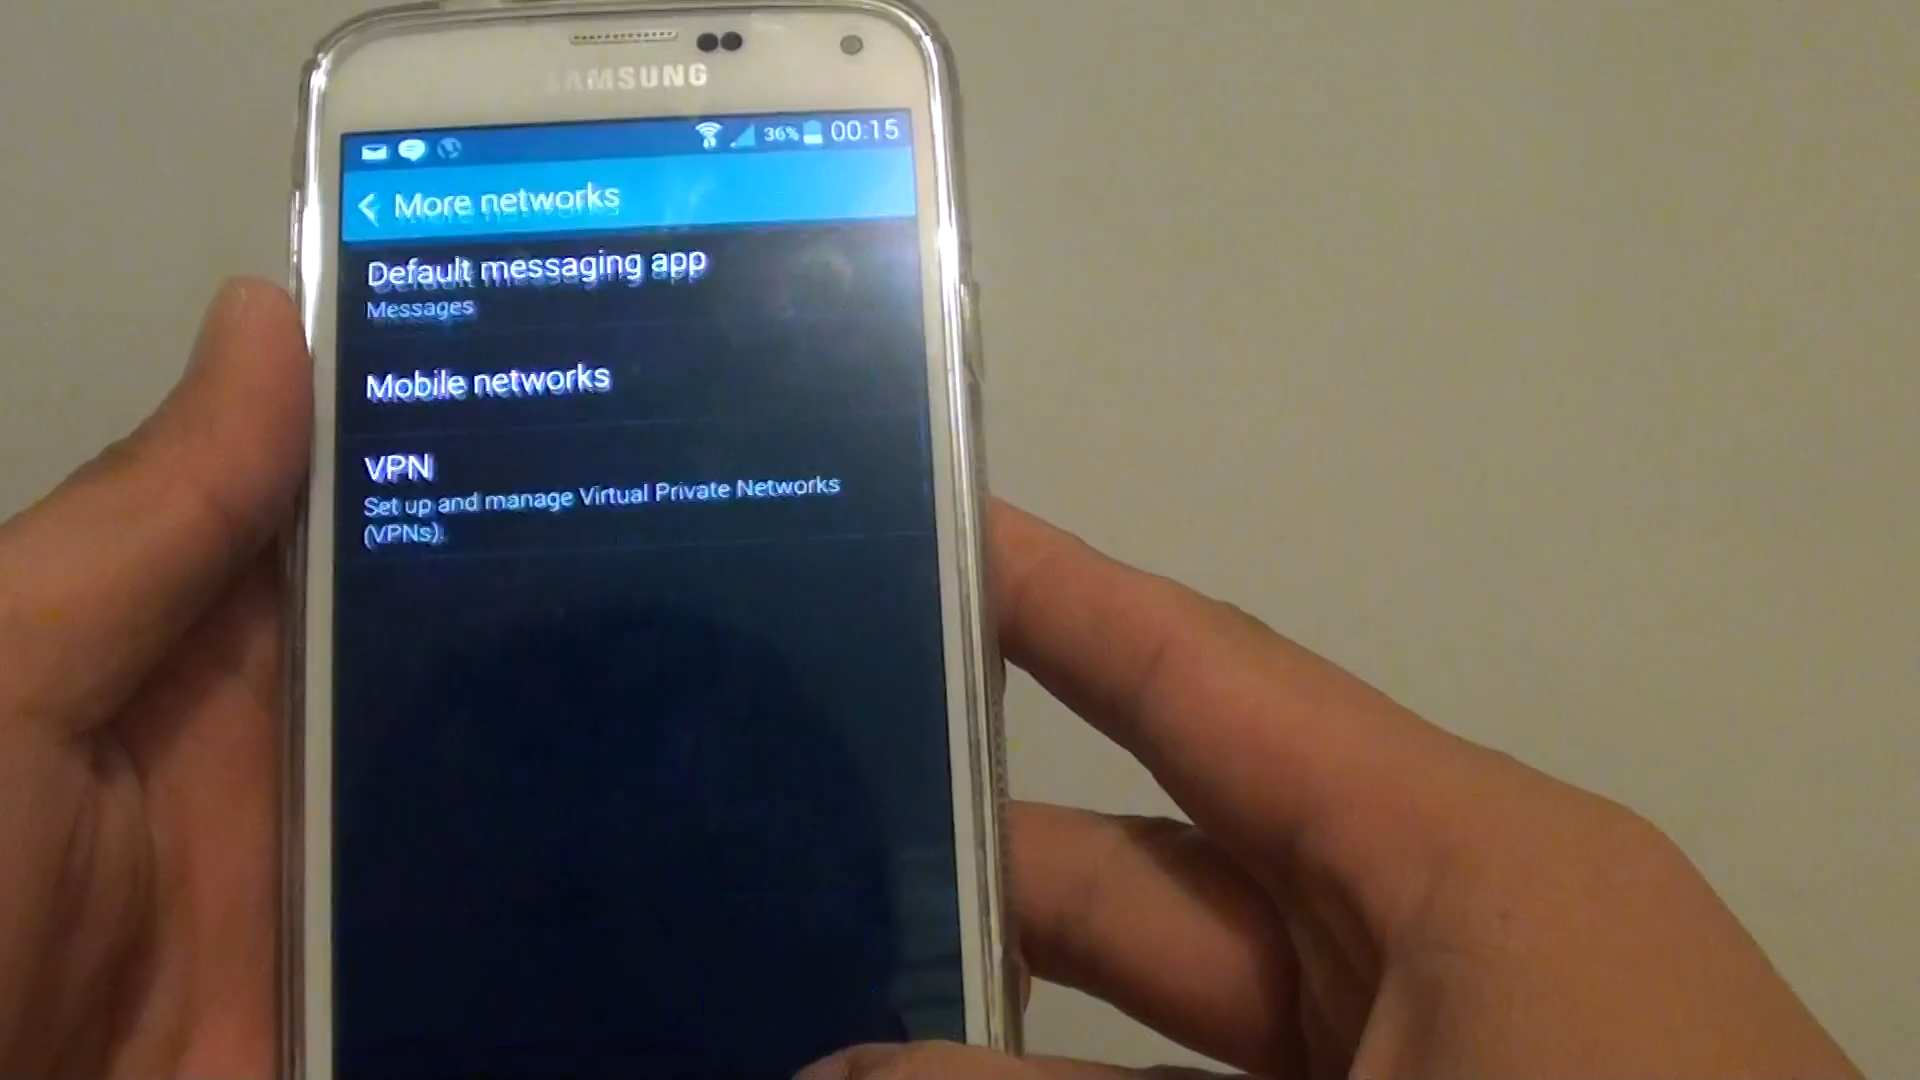 SAMSUNG
36% 00:15
More networks
Default messaging app
Messages
Mobile networks
VPN
Set up and manage Virtual Private Networks
(VPNs).